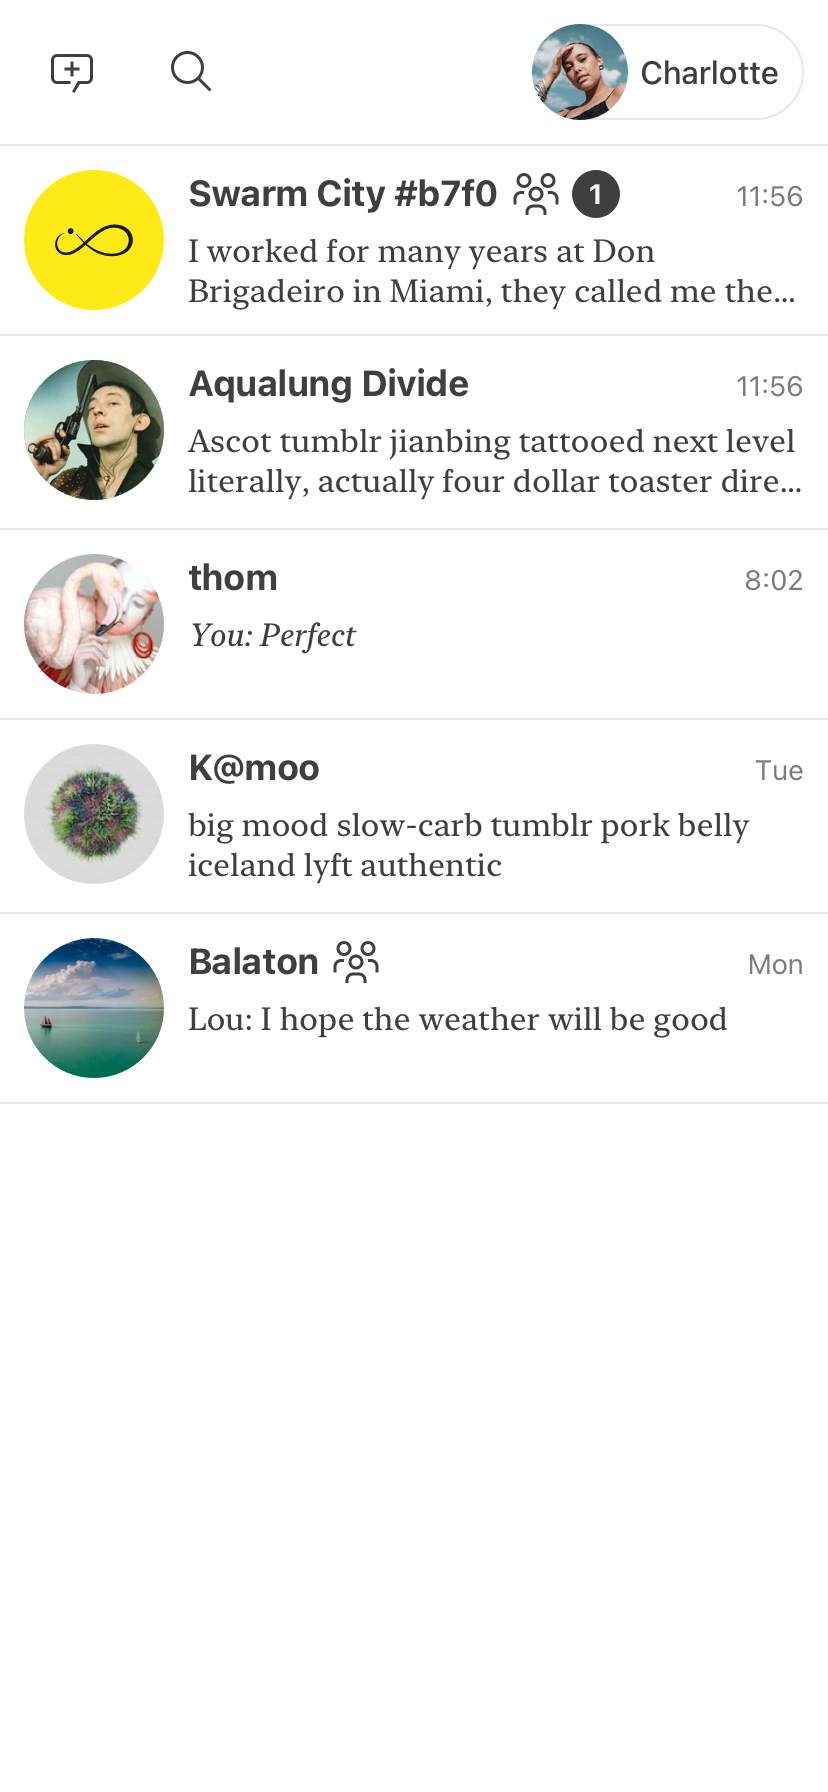 Charlotte
Swarm City #b7f0 1 11:56
I worked for many years at Don
Brigadeiro in Miami, they called me the...
Aqualung Divide 11:56
Ascot tumblr jianbing tattooed next level
literally, actually four dollar toaster dire...
thom 8:02
You: Perfect
K@moo Tue
big mood slow-carb tumblr pork belly
iceland lyft authentic
Balaton Mon
Lou: I hope the weather will be good